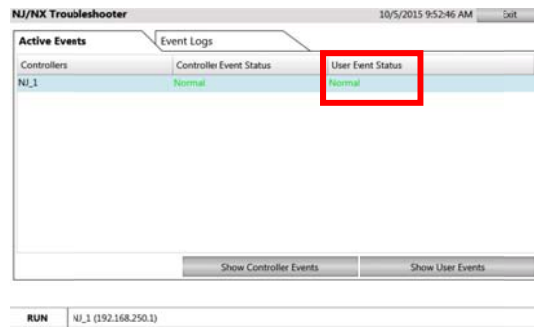 NJ/NX Troubleshooter 10/5/2015 9:52:46 AM Exit
Active Events Event Logs
Controllers Controller Event Status User Event Status
NJ_1 Normal Normal
Show Controller Events Show User Events
RUN NJ_1 (192.168.250.1)